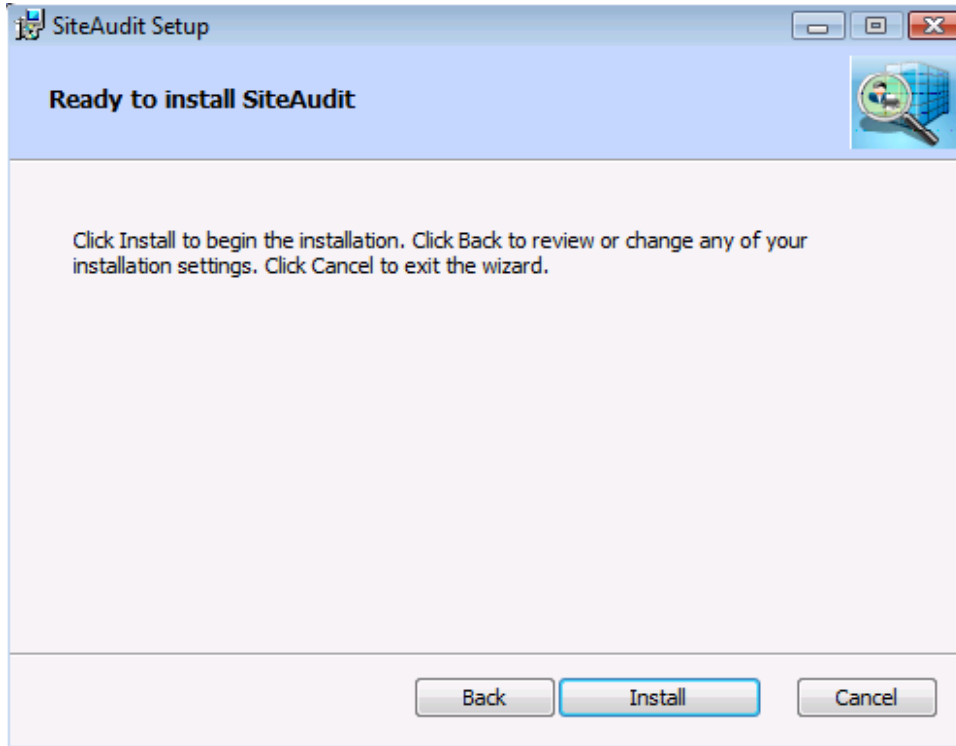 SiteAudit Setup
Ready to install SiteAudit
Click Install to begin the installation. Click Back to review or change any of your
installation settings. Click Cancel to exit the wizard.
Back
Install
Cancel